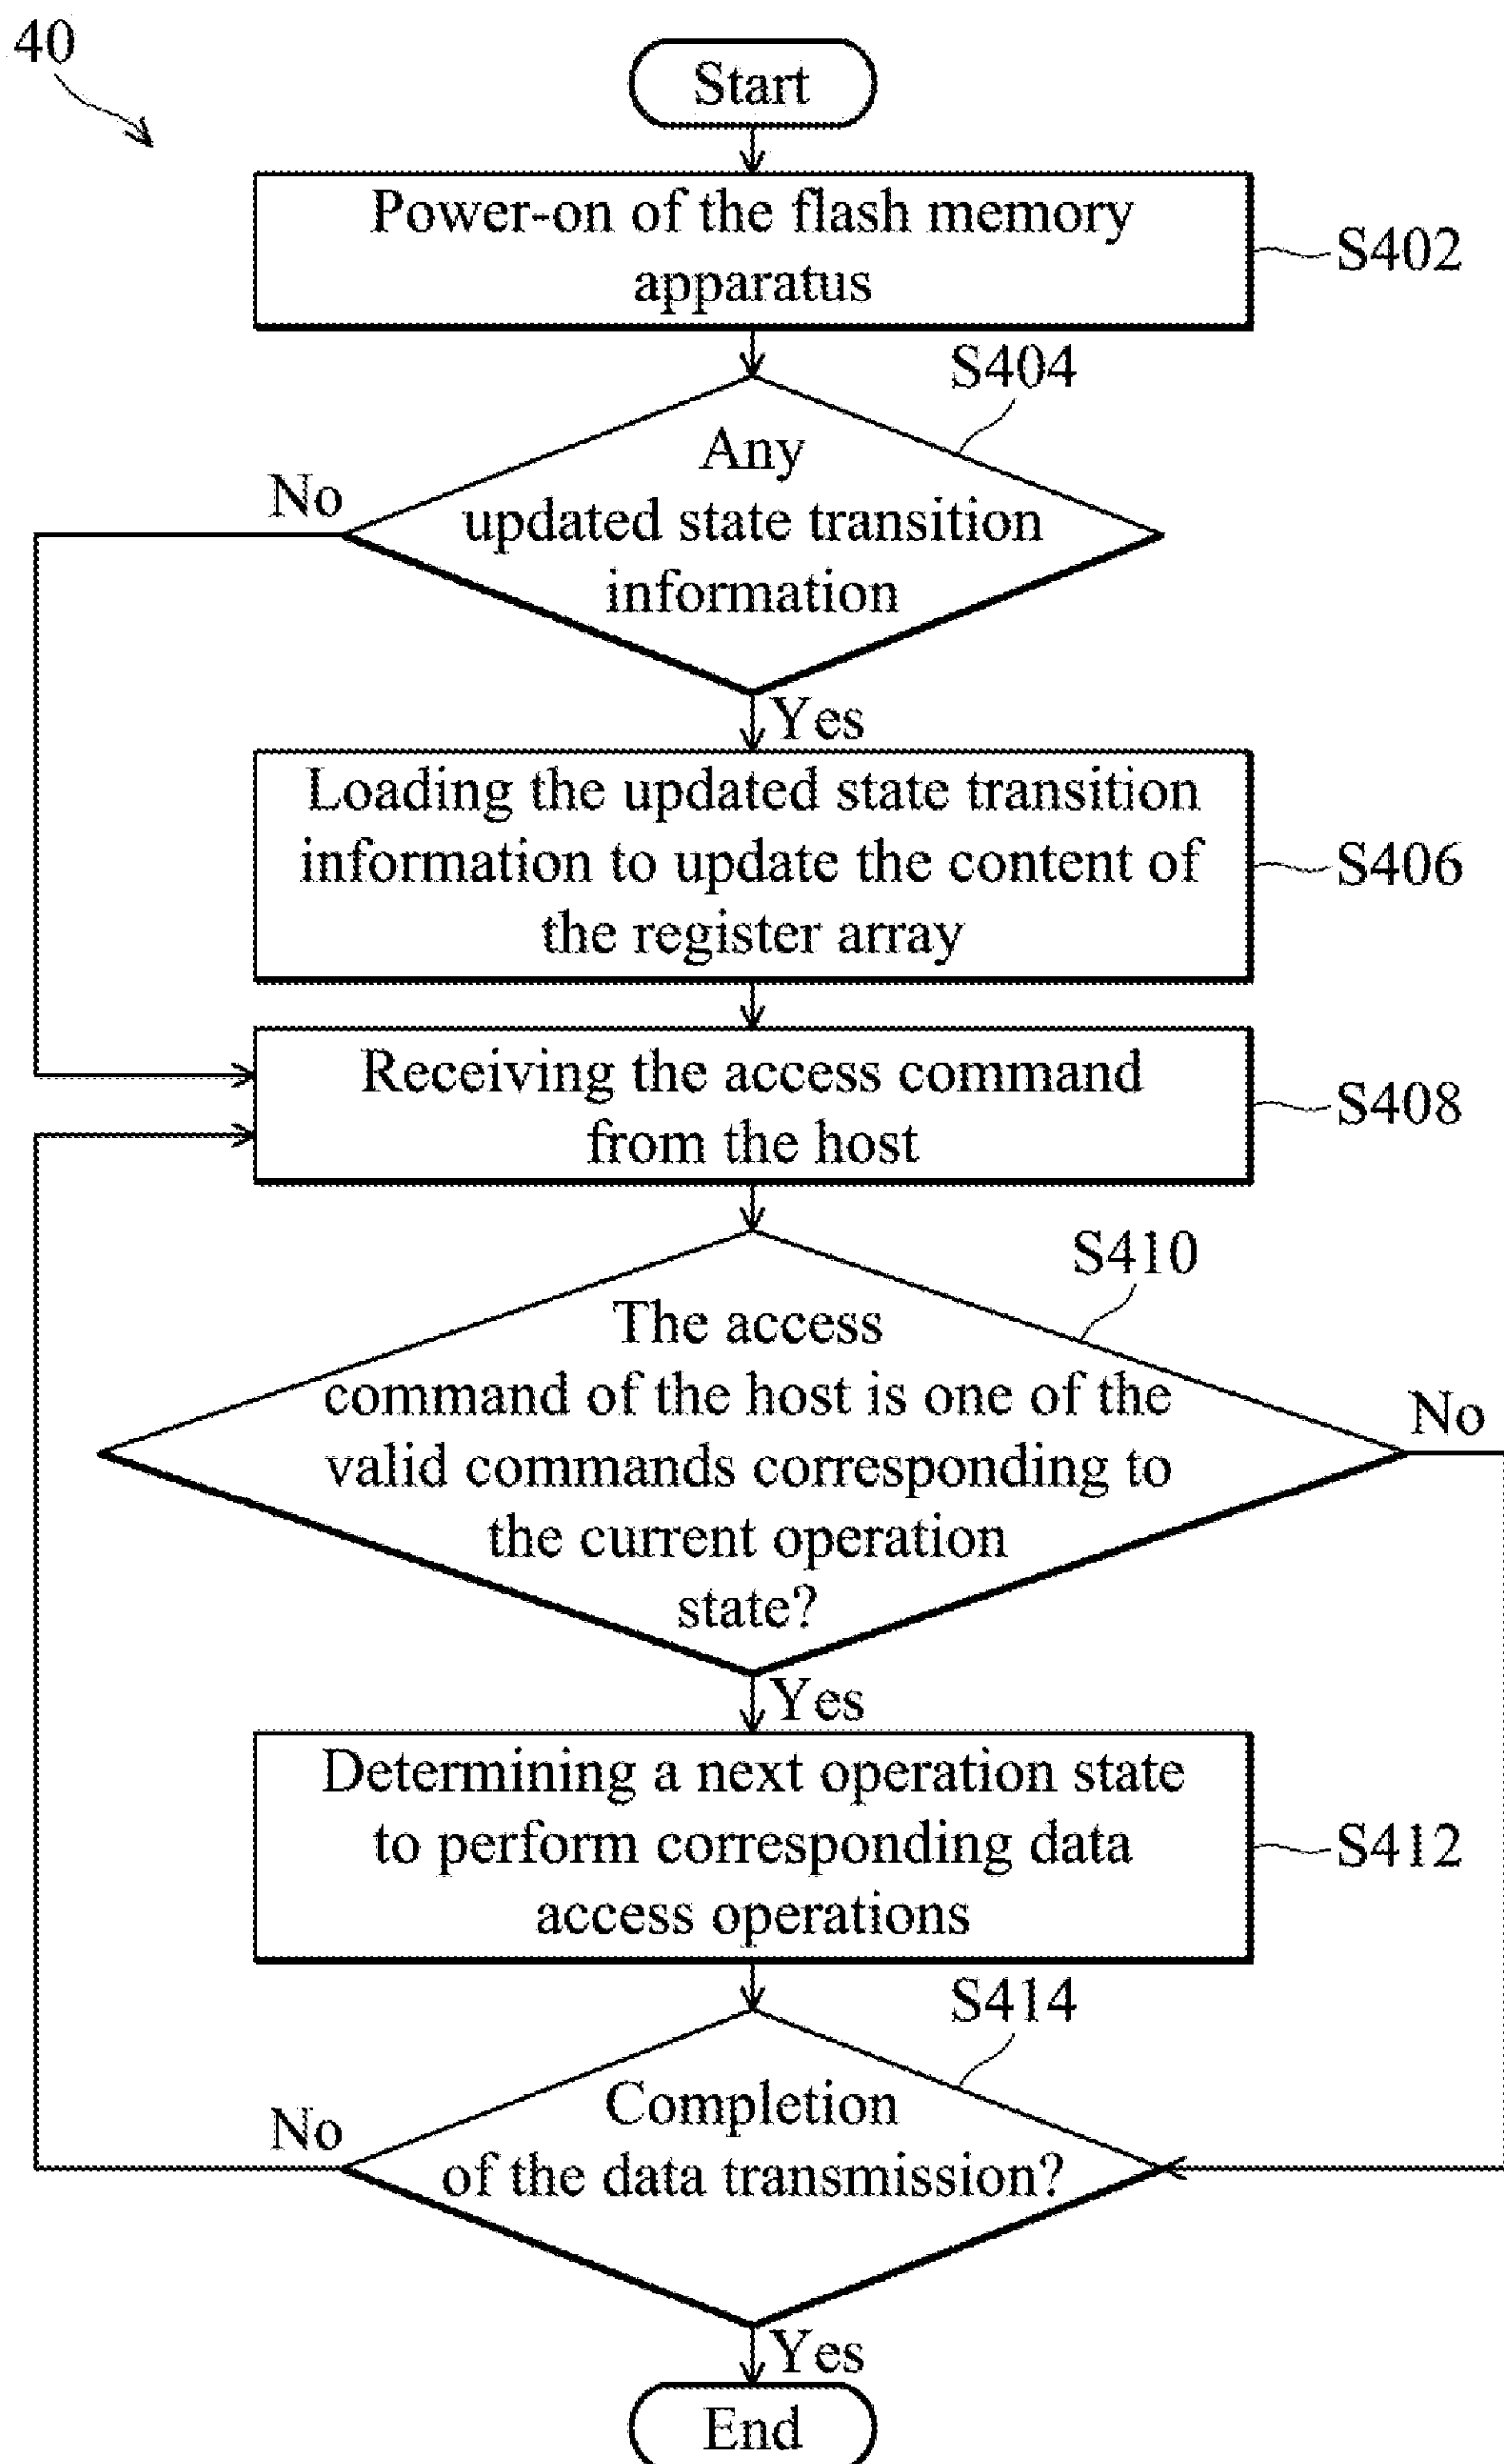 40
Start
Power-on of the flash memory
apparatus
S402
S404
Any
updated state transition
information
No
Yes
Loading the updated state transition
information to update the content of
the register array
S406
Receiving the access command
from the host
S408
S410
The access
command of the host is one of the
valid commands corresponding to
the current operation
state?
No
Yes
Determining a next operation state
to perform corresponding data
access operations
S412
S414
Completion
of the data transmission?
No
Yes
End